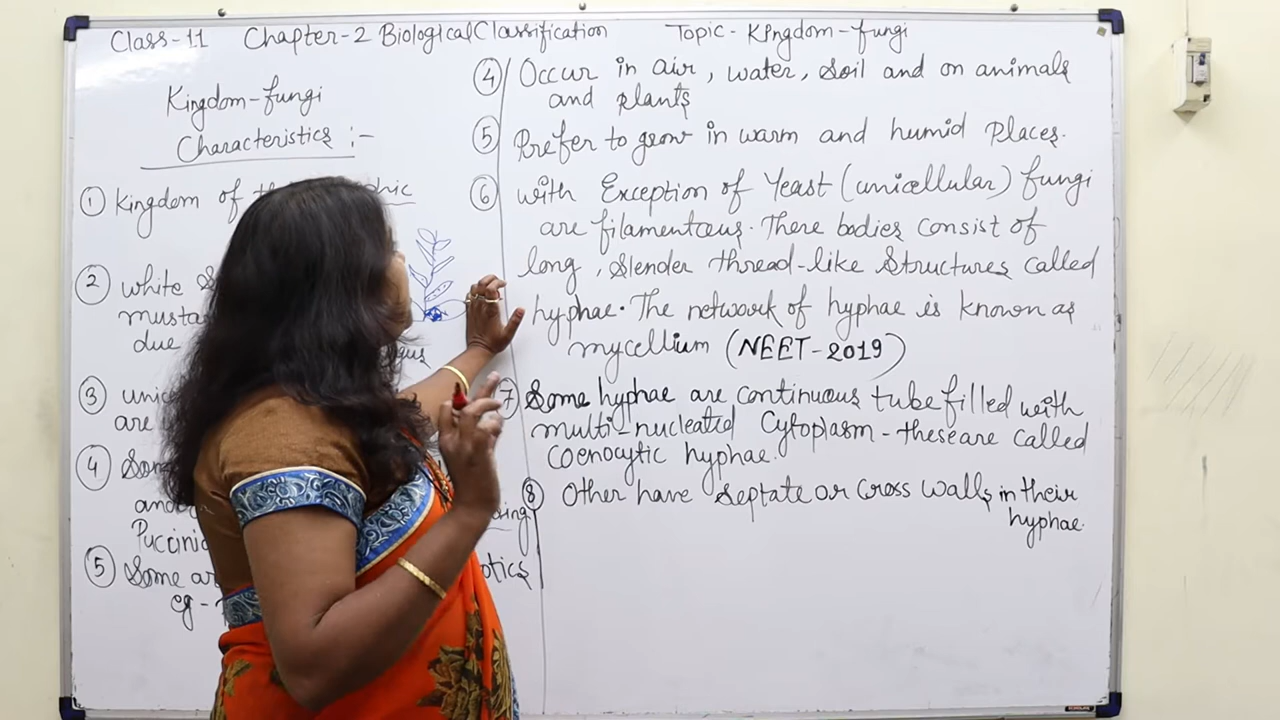 Class-11 Chapter-2 Biological Classification Topic - Kingdom-fungi
Kingdom-fungi
Characteristics :-
① Kingdom of
② white
due
③
are
④ Som
Puccinia
⑤ Some
eg-
④ Occur in air, water, soil and on animals
and plants
⑤ Prefer to grow in warm and humid places.
⑥ with Exception of Yeast (unicellular) fungi
are filamentous. There bodies consist of
long, slender thread-like structures called
hyphae. The network of hyphae is known as
mycellium (NEET-2019)
⑦ Some hyphae are continuous tube filled with
multi-nucleated Cytoplasm - these are called
Coenocytic hyphae.
⑧ Other have septate or cross walls in their
hyphae.